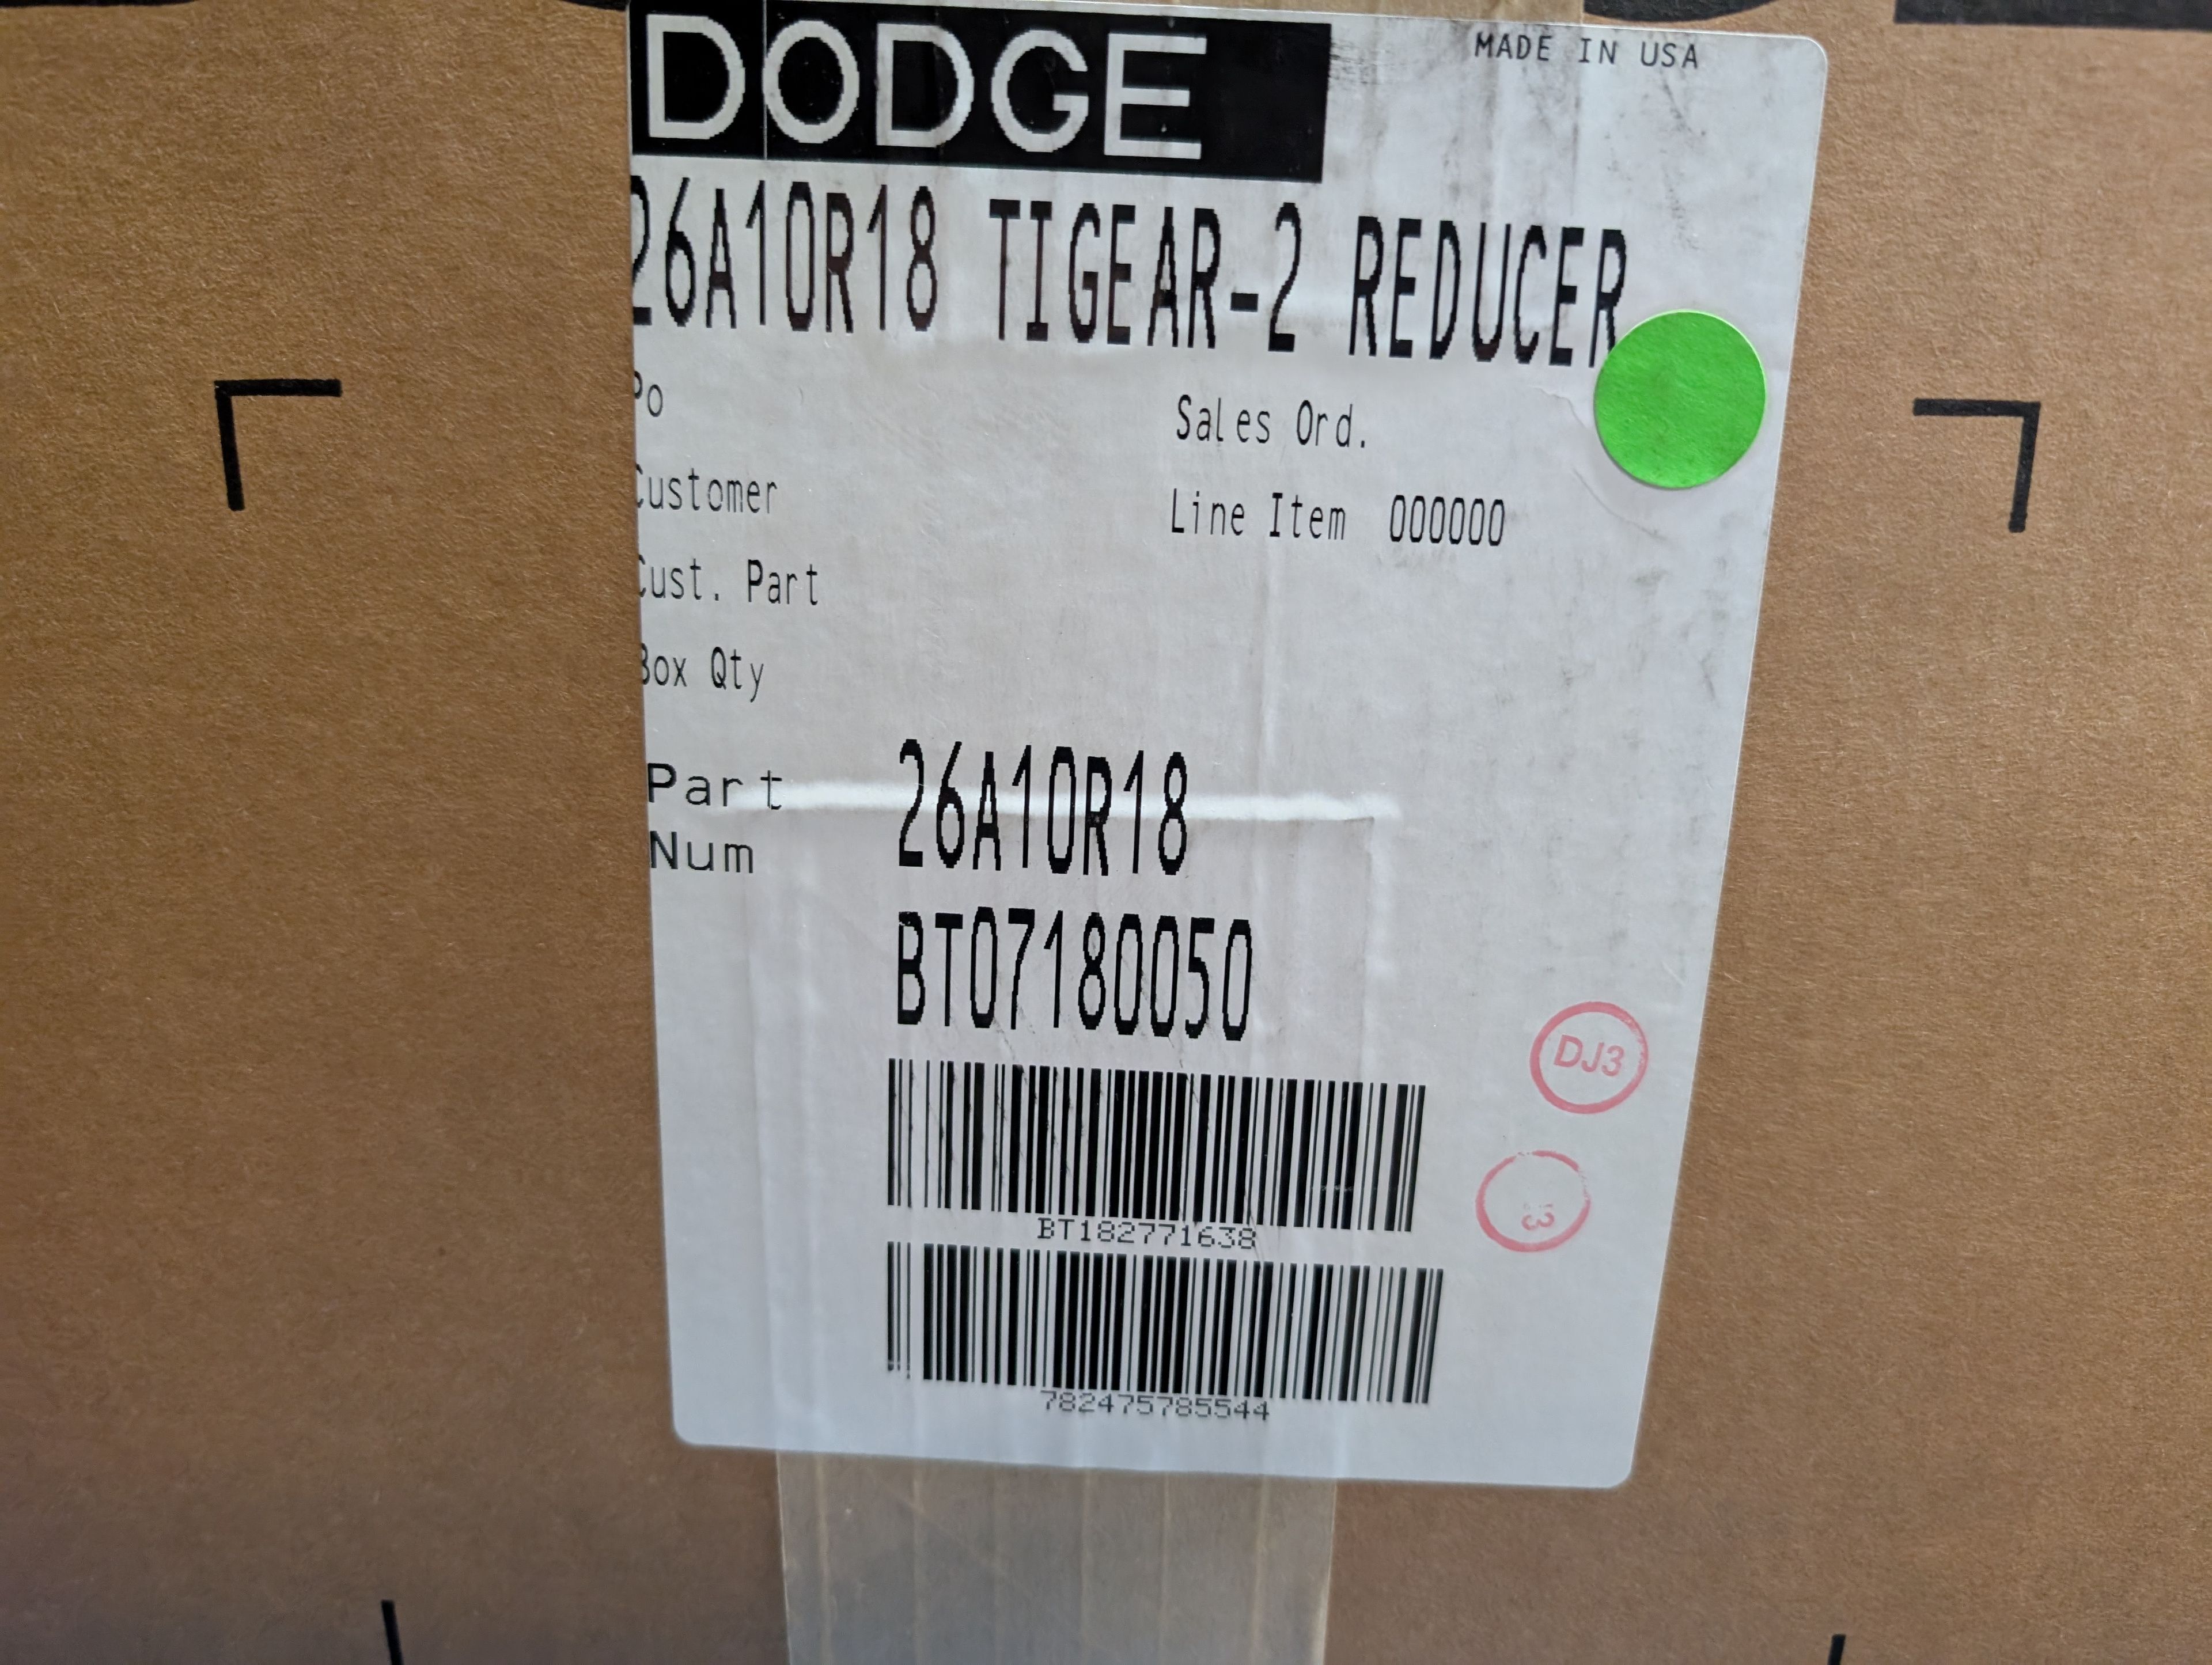 DODGE
MADE IN USA
26A10R18 TIGEAR-2 REDUCER
Po
Sales Ord.
Customer
Line Item 000000
Cust. Part
Box Qty
Part
Num
26A10R18
BT07180050
DJ3
BT182771638
3
782475785544